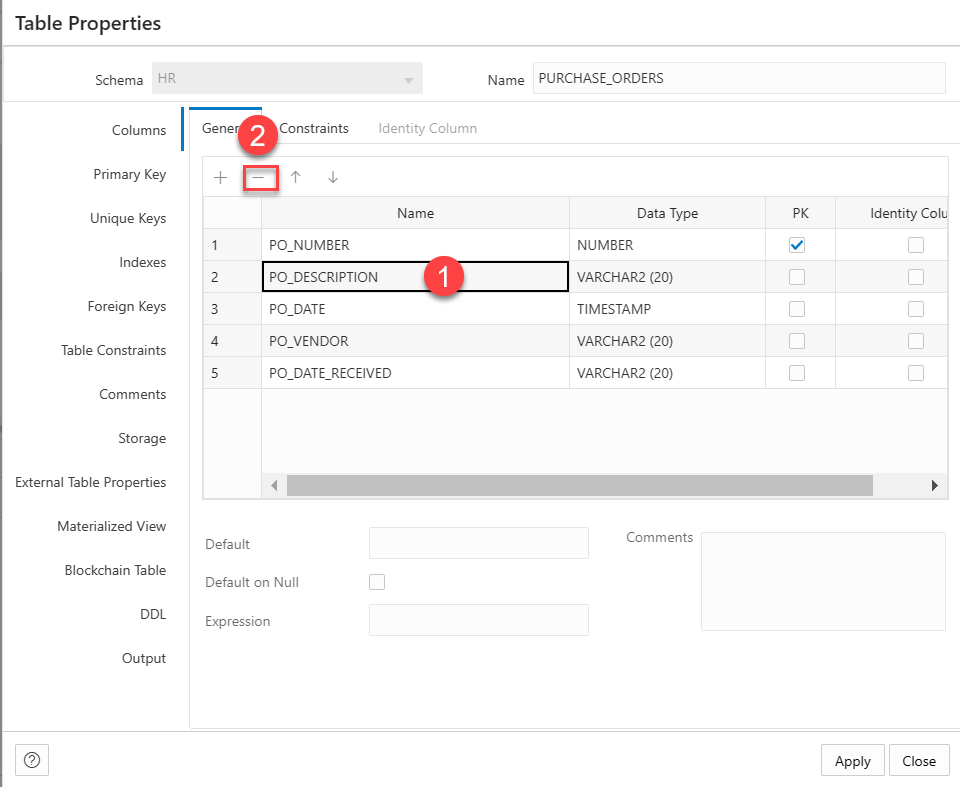 Table Properties
Schema HR Name PURCHASE_ORDERS
Columns
Primary Key
Unique Keys
Indexes
Foreign Keys
Table Constraints
Comments
Storage
External Table Properties
Materialized View
Blockchain Table
DDL
Output
Gener 2 Constraints Identity Column
Name Data Type PK Identity Colu
1 PO_NUMBER NUMBER
2 PO_DESCRIPTION 1 VARCHAR2 (20)
3 PO_DATE TIMESTAMP
4 PO_VENDOR VARCHAR2 (20)
5 PO_DATE_RECEIVED VARCHAR2 (20)
Default
Default on Null
Expression
Comments
? Apply Close